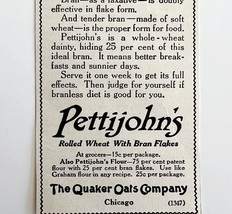 Bran—as a laxative—is doubly
effective in flake form.
And tender bran—made of soft
wheat—is the proper form for food.
Pettijohn's is a whole-wheat
dainty, hiding 25 per cent of this
ideal bran. It means better break-
fasts and sunnier days.
Serve it one week to get its full
effects. Then judge for yourself if
branless diet is good for you.
Pettijohn's
Rolled Wheat With Bran Flakes
At grocers—15c per package.
Also Pettijohn's Flour—75 per cent patent
flour with 25 per cent bran flakes. Use like
Graham flour in any recipe. 25c per package.
The Quaker Oats Company
Chicago (1347)